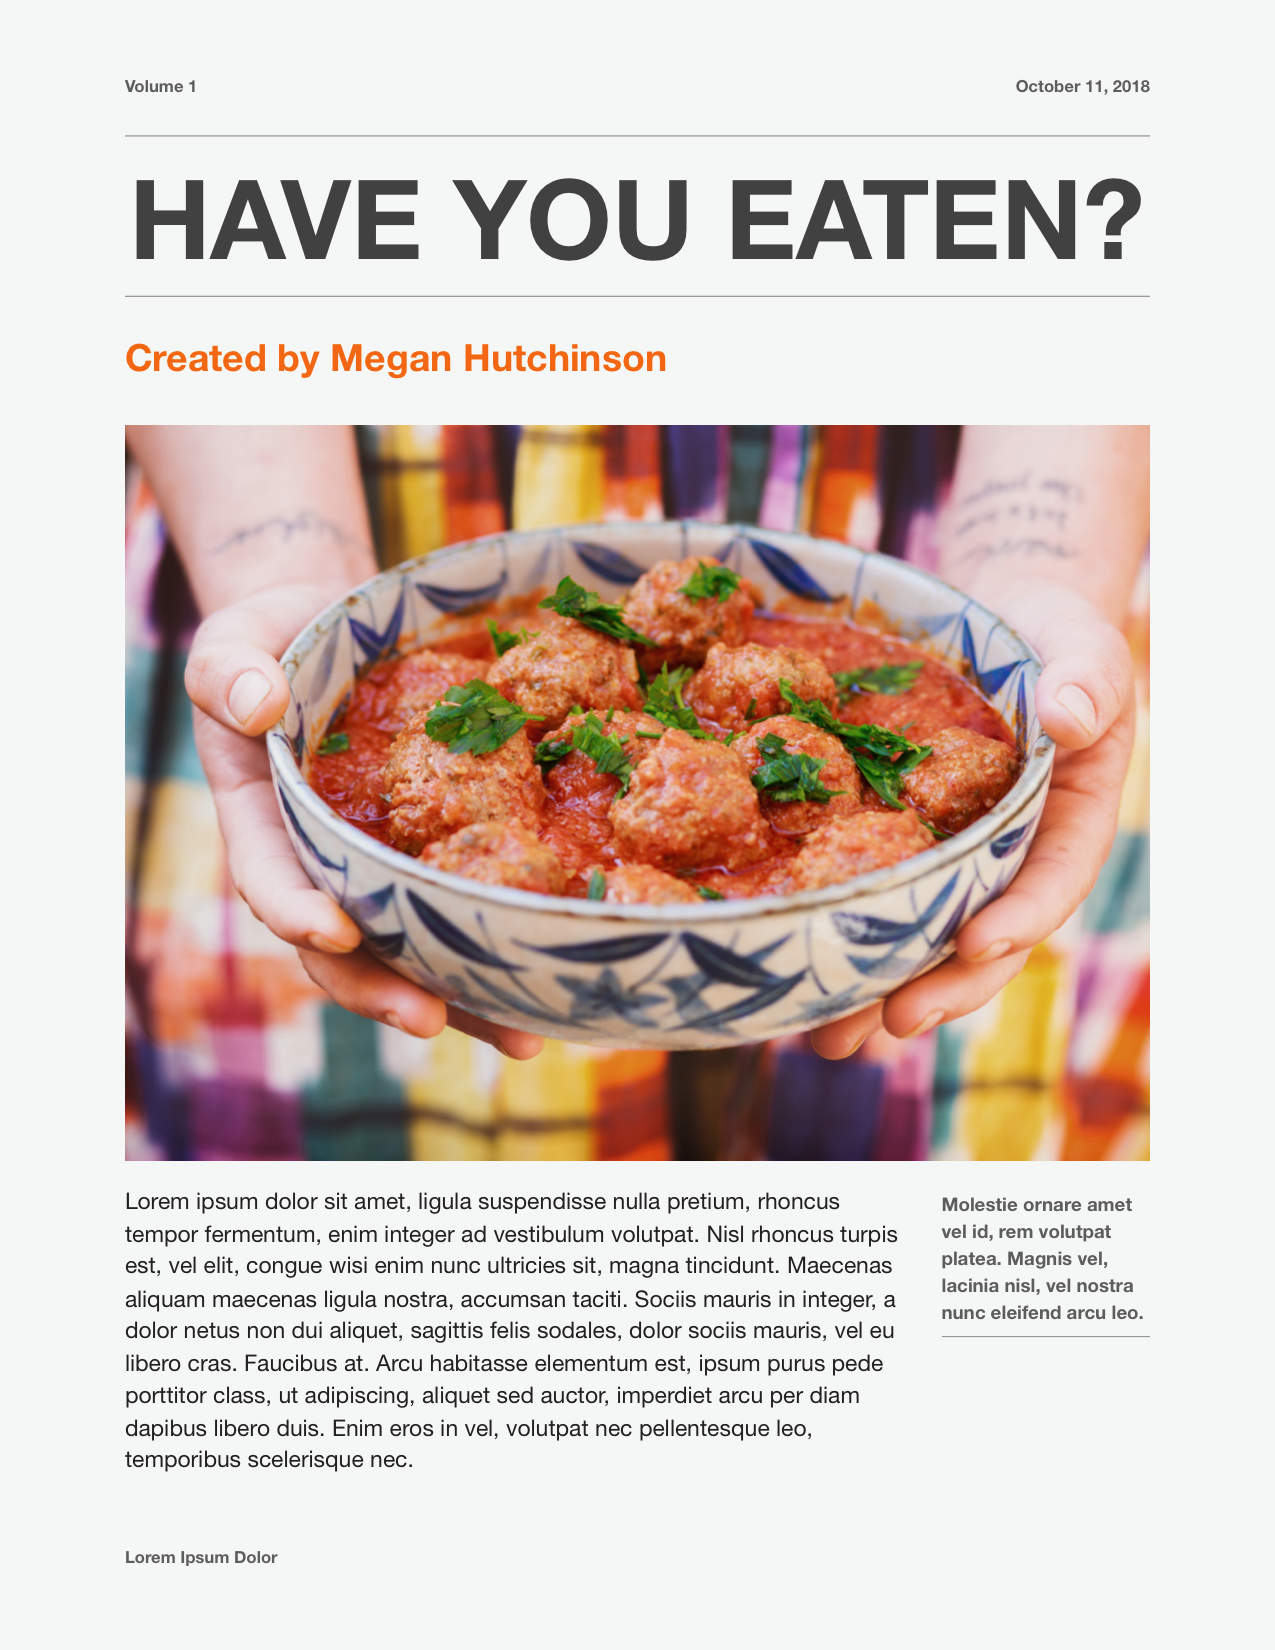 Volume 1
October 11, 2018
HAVE YOU EATEN?
Created by Megan Hutchinson
Lorem ipsum dolor sit amet, ligula suspendisse nulla pretium, rhoncus
tempor fermentum, enim integer ad vestibulum volutpat. Nisl rhoncus turpis
est, vel elit, congue wisi enim nunc ultricies sit, magna tincidunt. Maecenas
aliquam maecenas ligula nostra, accumsan taciti. Sociis mauris in integer, a
dolor netus non dui aliquet, sagittis felis sodales, dolor sociis mauris, vel eu
libero cras. Faucibus at. Arcu habitasse elementum est, ipsum purus pede
porttitor class, ut adipiscing, aliquet sed auctor, imperdiet arcu per diam
dapibus libero duis. Enim eros in vel, volutpat nec pellentesque leo,
temporibus scelerisque nec.
Molestie ornare amet
vel id, rem volutpat
platea. Magnis vel,
lacinia nisl, vel nostra
nunc eleifend arcu leo.
Lorem Ipsum Dolor